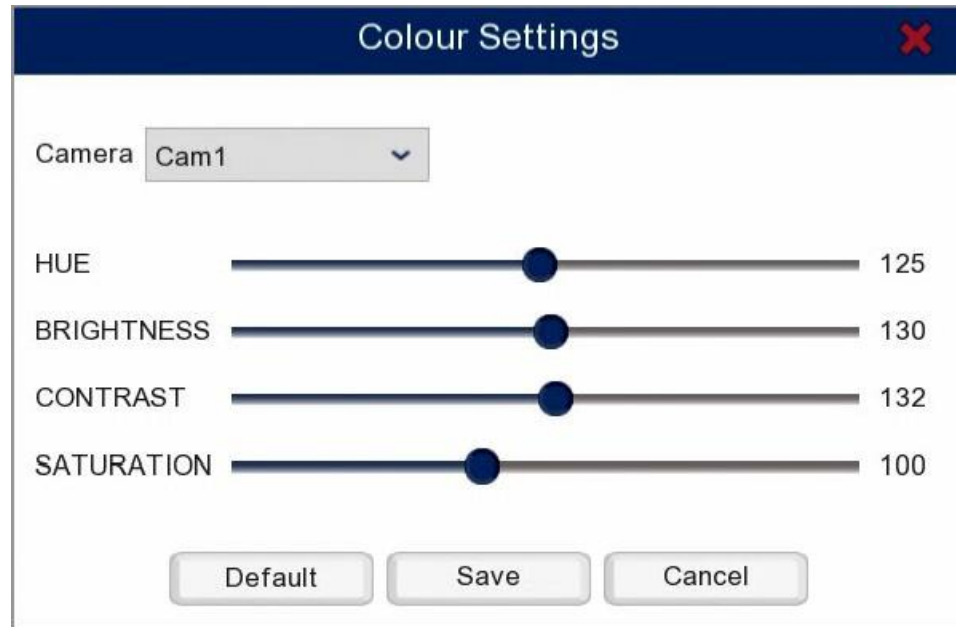 Colour Settings
Camera Cam1
HUE 125
BRIGHTNESS 130
CONTRAST 132
SATURATION 100
Default Save Cancel